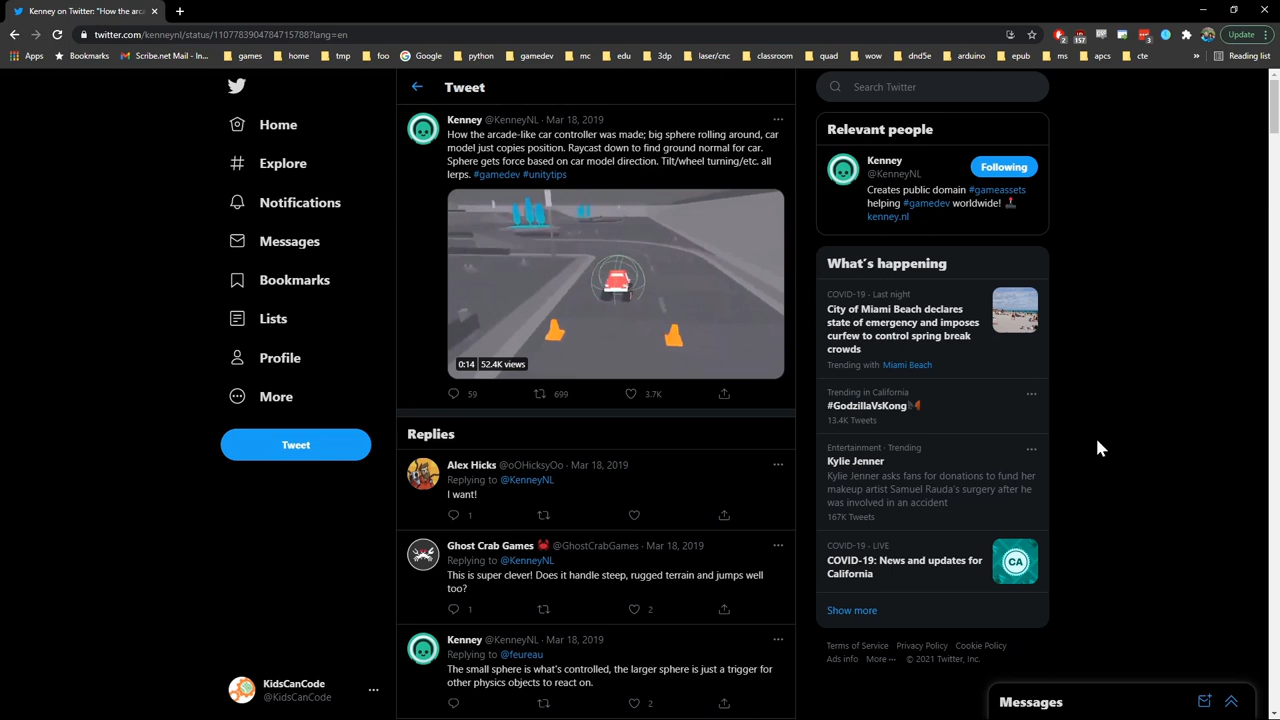 Kenney on Twitter: "How the arca
twitter.com/kenneynl/status/1107783904784715788?lang=en
2
157
3
Update
Apps
Bookmarks
Scribe.net Mail - In...
games
home
tmp
foo
Google
python
gamedev
mc
edu
3dp
laser/cnc
classroom
quad
wow
dnd5e
arduino
epub
ms
apcs
cte
»
Reading list
Home
Explore
Notifications
Messages
Bookmarks
Lists
Profile
More
Tweet
KidsCanCode
@KidsCanCode
Tweet
Kenney @KenneyNL · Mar 18, 2019
How the arcade-like car controller was made; big sphere rolling around, car
model just copies position. Raycast down to find ground normal for car.
Sphere gets force based on car model direction. Tilt/wheel turning/etc. all
lerps. #gamedev #unitytips
0:14 52.4K views
59
699
3.7K
Replies
Alex Hicks @oOHicksyOo · Mar 18, 2019
Replying to @KenneyNL
I want!
1
Ghost Crab Games 🦀 @GhostCrabGames · Mar 18, 2019
Replying to @KenneyNL
This is super clever! Does it handle steep, rugged terrain and jumps well
too?
1
2
Kenney @KenneyNL · Mar 18, 2019
Replying to @feureau
The small sphere is what's controlled, the larger sphere is just a trigger for
other physics objects to react on.
2
Search Twitter
Relevant people
Kenney
@KenneyNL
Following
Creates public domain #gameassets
helping #gamedev worldwide! 🕹
kenney.nl
What's happening
COVID-19 · Last night
City of Miami Beach declares
state of emergency and imposes
curfew to control spring break
crowds
Trending with Miami Beach
Trending in California
#GodzillaVsKong
13.4K Tweets
Entertainment · Trending
Kylie Jenner
Kylie Jenner asks fans for donations to fund her
makeup artist Samuel Rauda's surgery after he
was involved in an accident
167K Tweets
COVID-19 · LIVE
COVID-19: News and updates for
California
CA
Show more
Terms of Service Privacy Policy Cookie Policy
Ads info More ··· © 2021 Twitter, Inc.
Messages